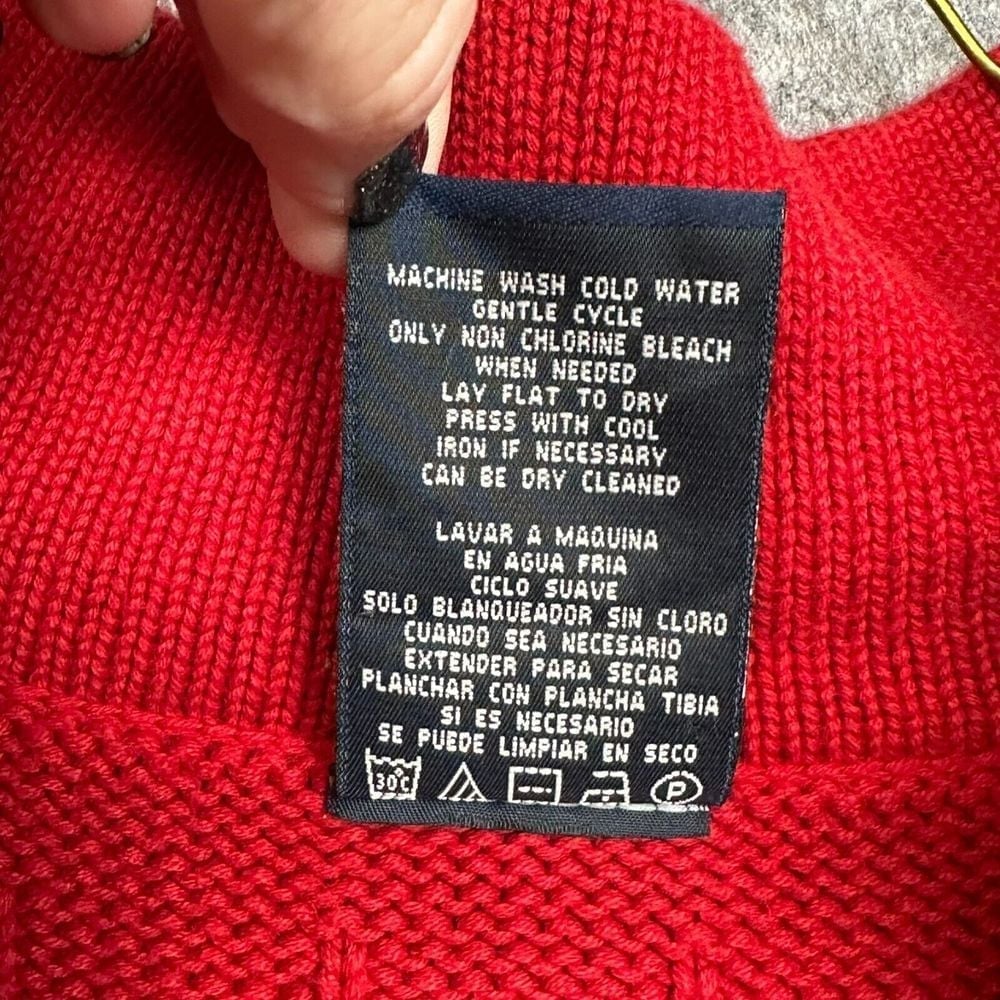 MACHINE WASH COLD WATER
GENTLE CYCLE
ONLY NON CHLORINE BLEACH
WHEN NEEDED
LAY FLAT TO DRY
PRESS WITH COOL
IRON IF NECESSARY
CAN BE DRY CLEANED
LAVAR A MAQUINA
EN AGUA FRIA
CICLO SUAVE
SOLO BLANQUEADOR SIN CLORO
CUANDO SEA NECESARIO
EXTENDER PARA SECAR
PLANCHAR CON PLANCHA TIBIA
SI ES NECESARIO
SE PUEDE LIMPIAR EN SECO
30C P